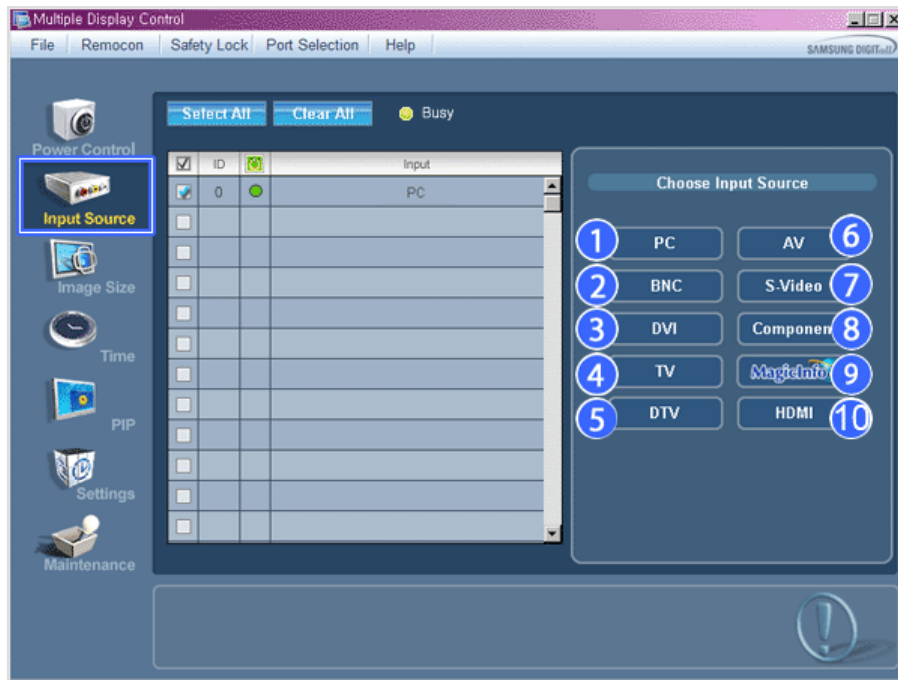 Multiple Display Control
File Remocon Safety Lock Port Selection Help
SAMSUNG DIGITall
Select All Clear All Busy
Power Control
ID Input
0 PC
Input Source
Image Size
Time
PIP
Settings
Maintenance
Choose Input Source
1 PC AV 6
2 BNC S-Video 7
3 DVI Componen 8
4 TV MagicInfo 9
5 DTV HDMI 10